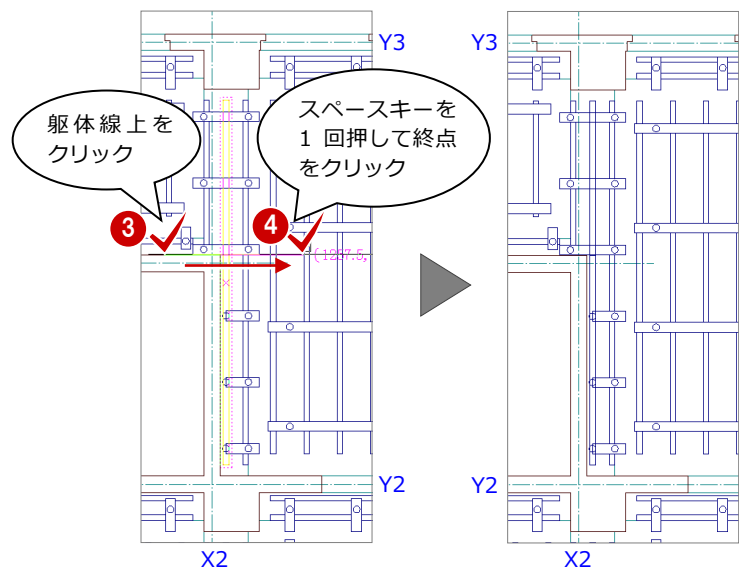 Y3
Y3
躯体線上を
クリック
スペースキーを
1 回押して終点
をクリック
3
4
(1287.5,
Y2
Y2
X2
X2